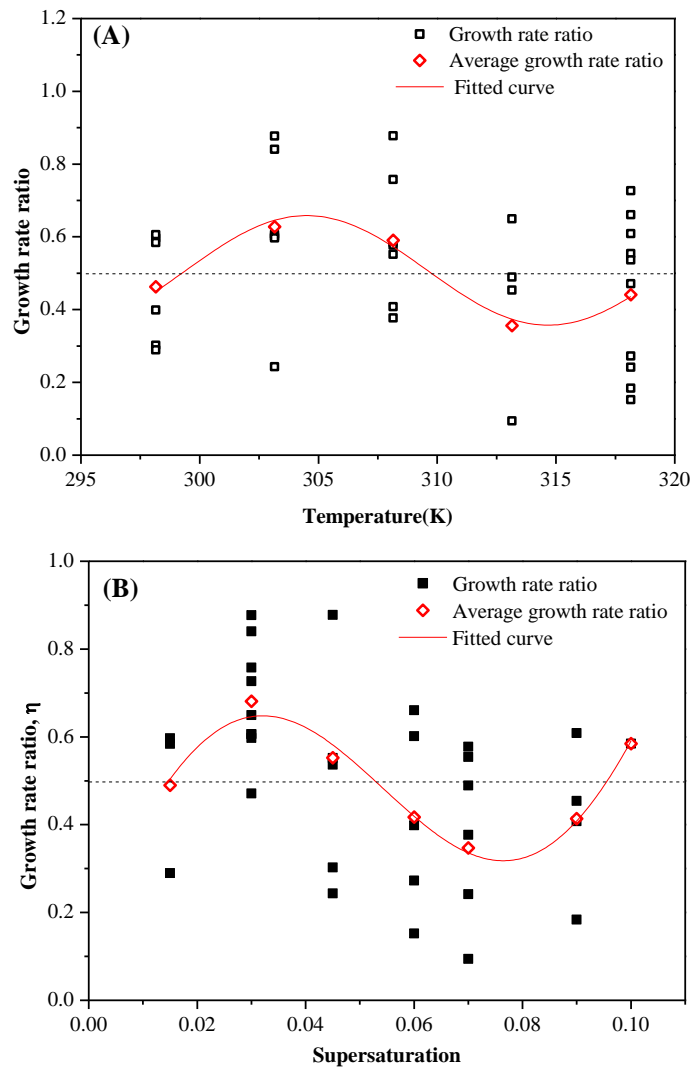 (A)
Growth rate ratio
Average growth rate ratio
Fitted curve
1.2
1.0
0.8
0.6
0.4
0.2
0.0
Growth rate ratio
295
300
305
310
315
320
Temperature(K)
(B)
Growth rate ratio
Average growth rate ratio
Fitted curve
1.0
0.8
0.6
0.4
0.2
0.0
Growth rate ratio, η
0.00
0.02
0.04
0.06
0.08
0.10
Supersaturation